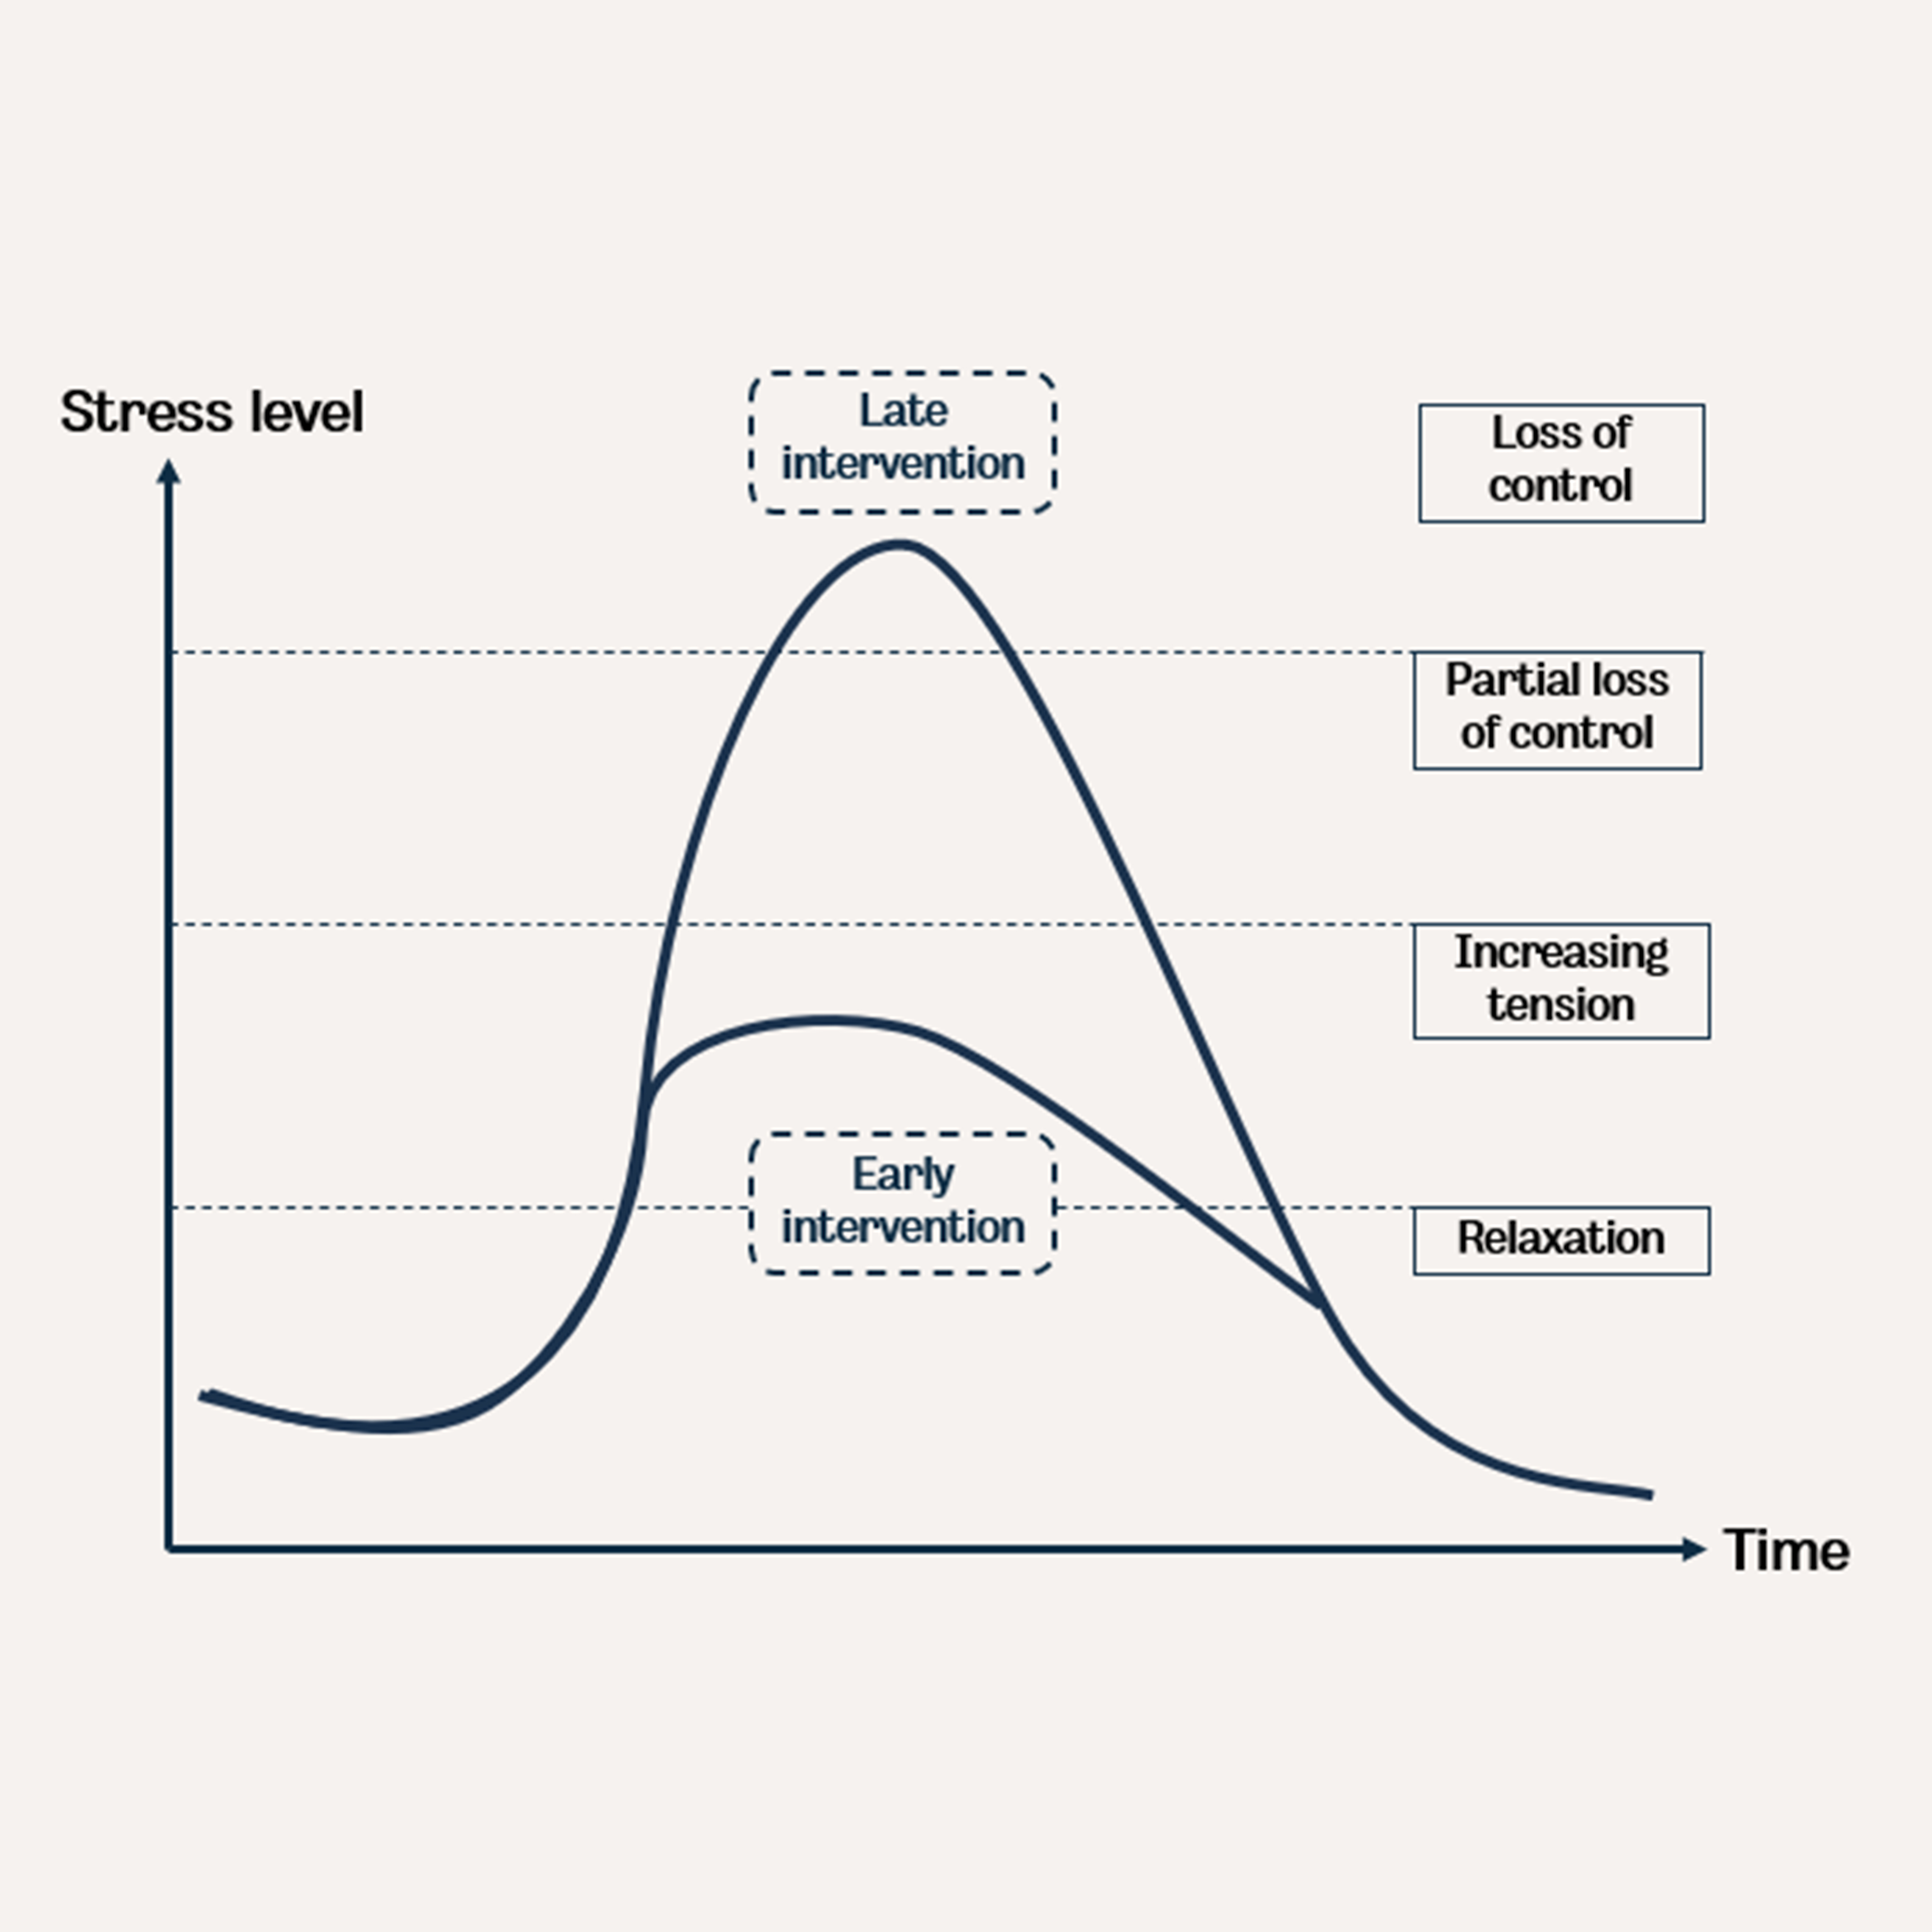 Stress level
Late
intervention
Loss of
control
Partial loss
of control
Increasing
tension
Early
intervention
Relaxation
Time